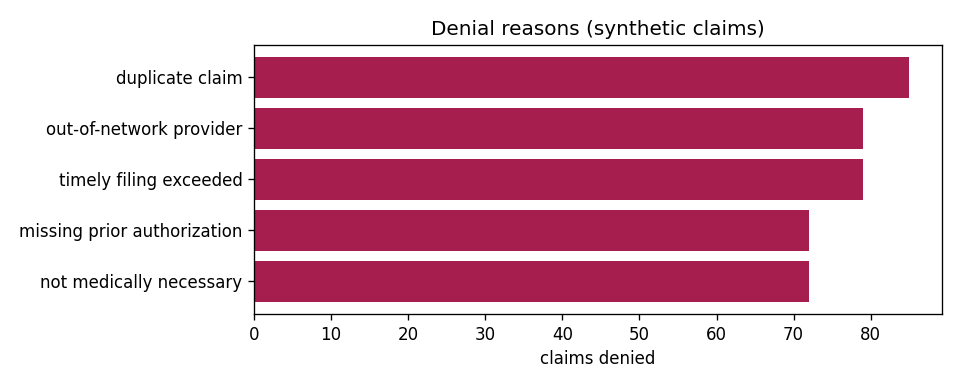 Denial reasons (synthetic claims)
duplicate claim
out-of-network provider
timely filing exceeded
missing prior authorization
not medically necessary
0 10 20 30 40 50 60 70 80
claims denied